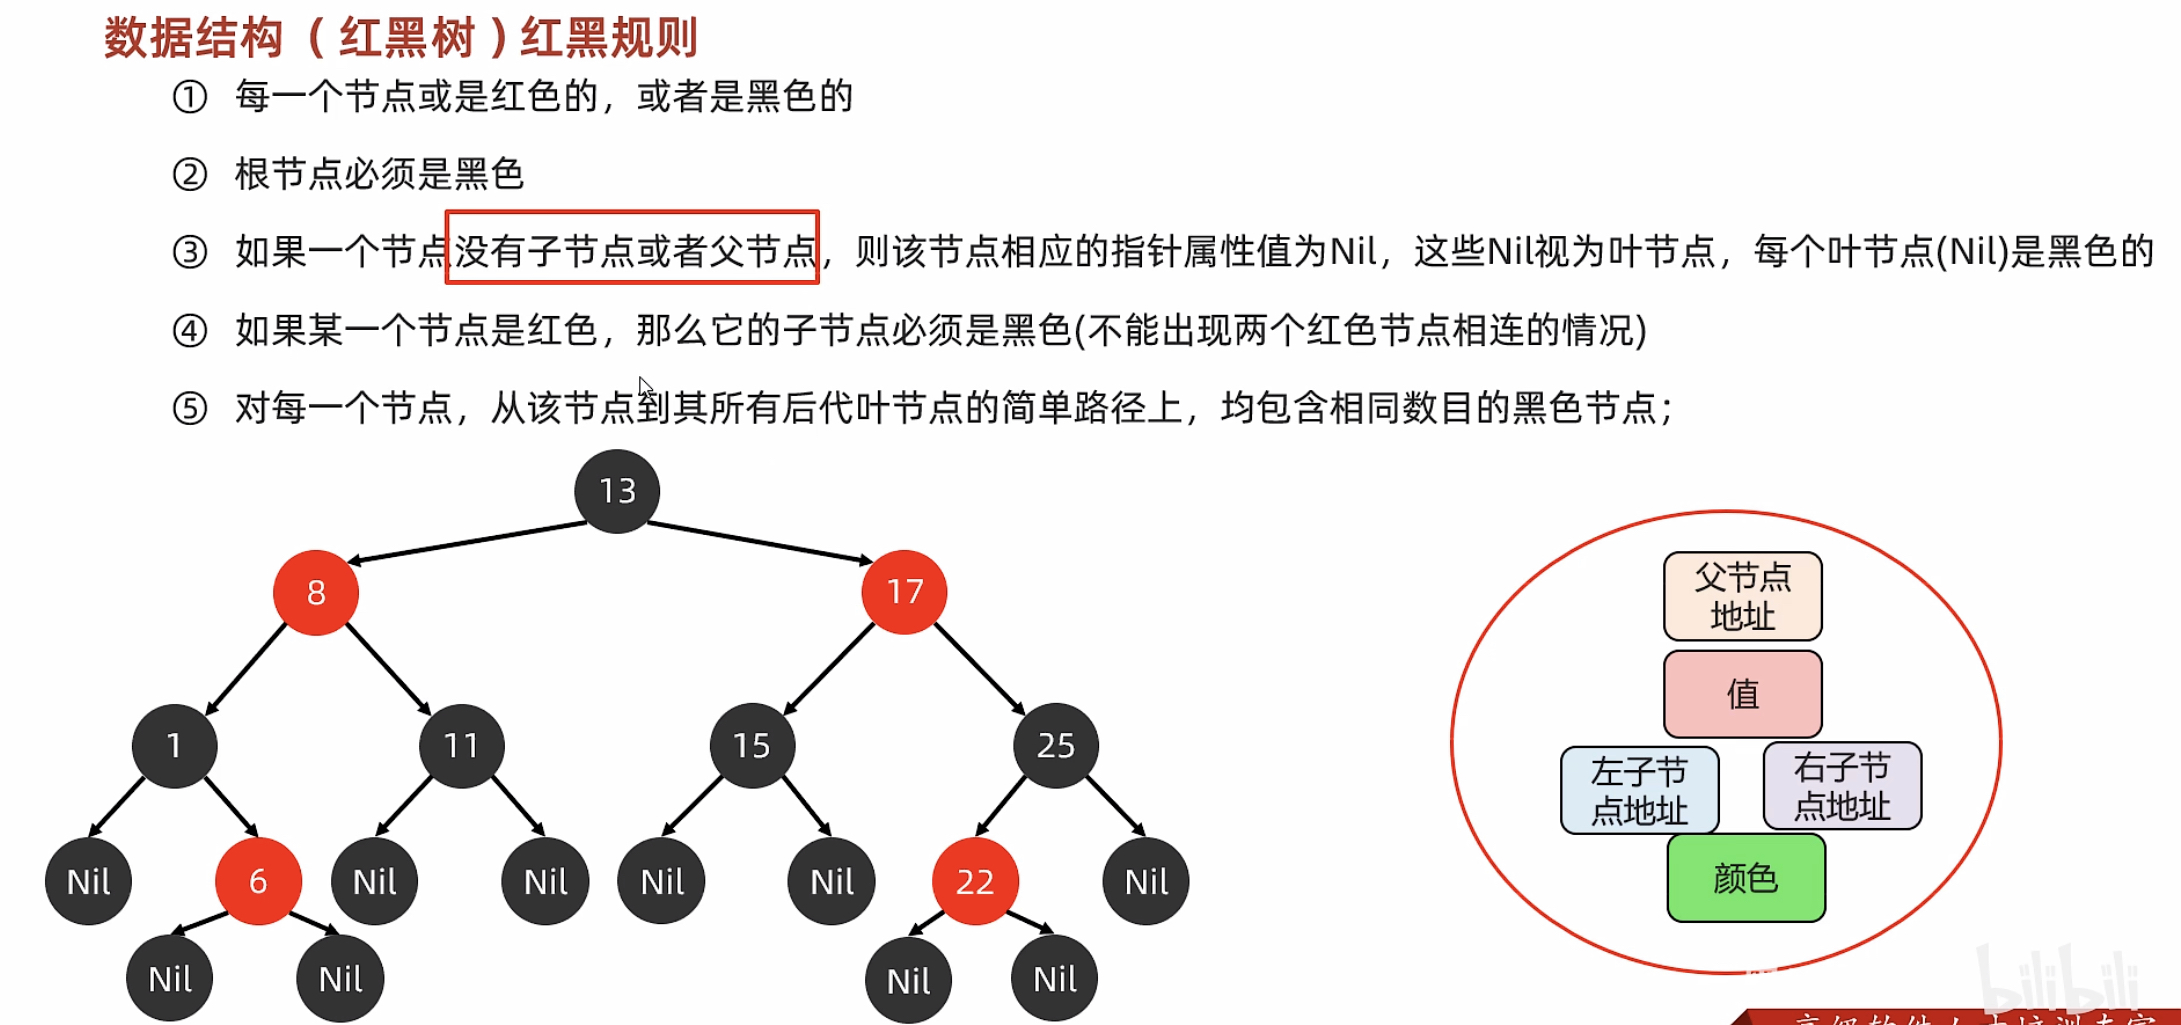 数据结构（红黑树）红黑规则
① 每一个节点或是红色的，或者是黑色的
② 根节点必须是黑色
③ 如果一个节点没有子节点或者父节点，则该节点相应的指针属性值为Nil，这些Nil视为叶节点，每个叶节点(Nil)是黑色的
④ 如果某一个节点是红色，那么它的子节点必须是黑色(不能出现两个红色节点相连的情况)
⑤ 对每一个节点，从该节点到其所有后代叶节点的简单路径上，均包含相同数目的黑色节点；
13
8
17
1
11
15
25
Nil
6
Nil
Nil
Nil
Nil
22
Nil
Nil
Nil
Nil
Nil
父节点
地址
值
左子节
点地址
右子节
点地址
颜色
bilibili